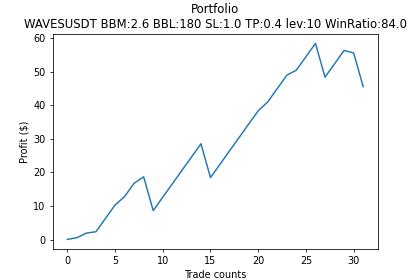 Portfolio
WAVESUSDT BBM:2.6 BBL:180 SL:1.0 TP:0.4 lev:10 WinRatio:84.0
Profit ($)
60
50
40
30
20
10
0
0 5 10 15 20 25 30
Trade counts